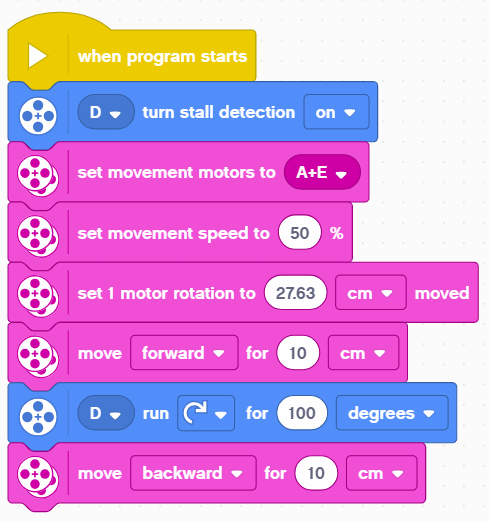 when program starts
D turn stall detection on
set movement motors to A+E
set movement speed to 50 %
set 1 motor rotation to 27.63 cm moved
move forward for 10 cm
D run for 100 degrees
move backward for 10 cm